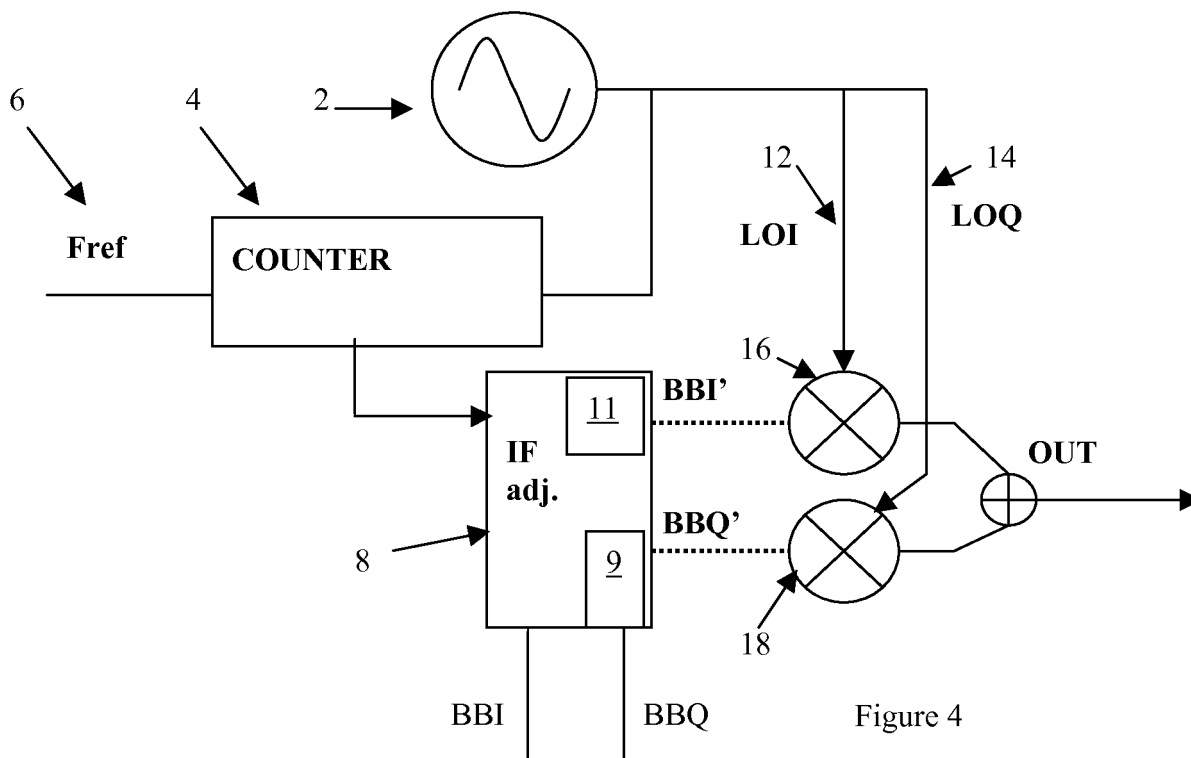 6
4
2
12
14
Fref
COUNTER
LOI
LOQ
16
BBI’
11
IF
adj.
OUT
BBQ’
8
9
18
BBI
BBQ
Figure 4